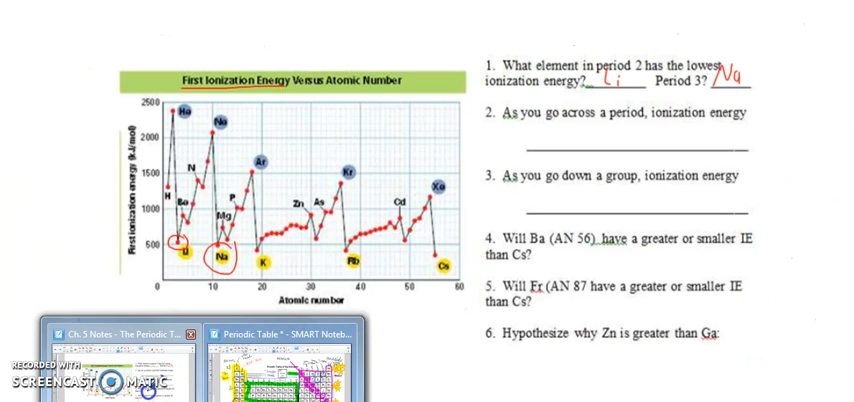 First Ionization Energy Versus Atomic Number
First ionization energy (kJ/mol)
2500
2000
1500
1000
500
0
10
20
30
40
50
60
Atomic number
H
He
Li
Be
N
Ne
Na
Mg
P
Ar
K
Zn
As
Kr
Rb
Cd
Xe
Cs
1. What element in period 2 has the lowest
ionization energy? Li Period 3? Na
2. As you go across a period, ionization energy
3. As you go down a group, ionization energy
4. Will Ba (AN 56) have a greater or smaller IE
than Cs?
5. Will Fr (AN 87 have a greater or smaller IE
than Cs?
6. Hypothesize why Zn is greater than Ga:
Ch. 5 Notes - The Periodic T...
Periodic Table * - SMART Noteb...
RECORDED WITH
SCREENCAST MATIC